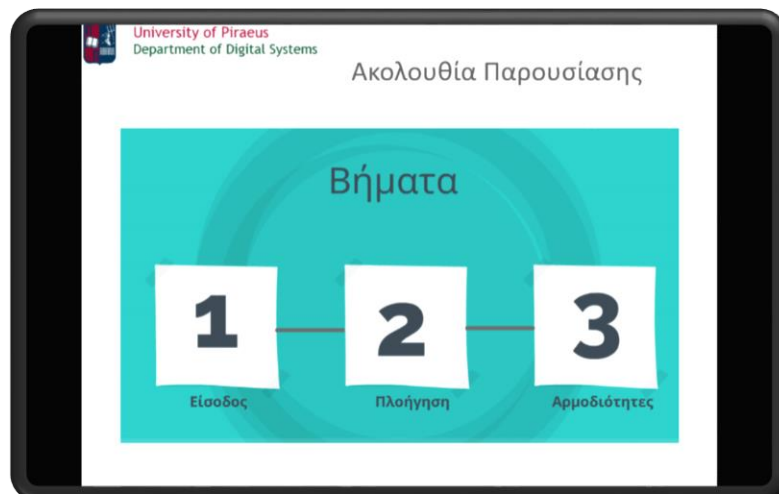 University of Piraeus
Department of Digital Systems
Ακολουθία Παρουσίασης
Βήματα
1 2 3
Είσοδος Πλοήγηση Αρμοδιότητες